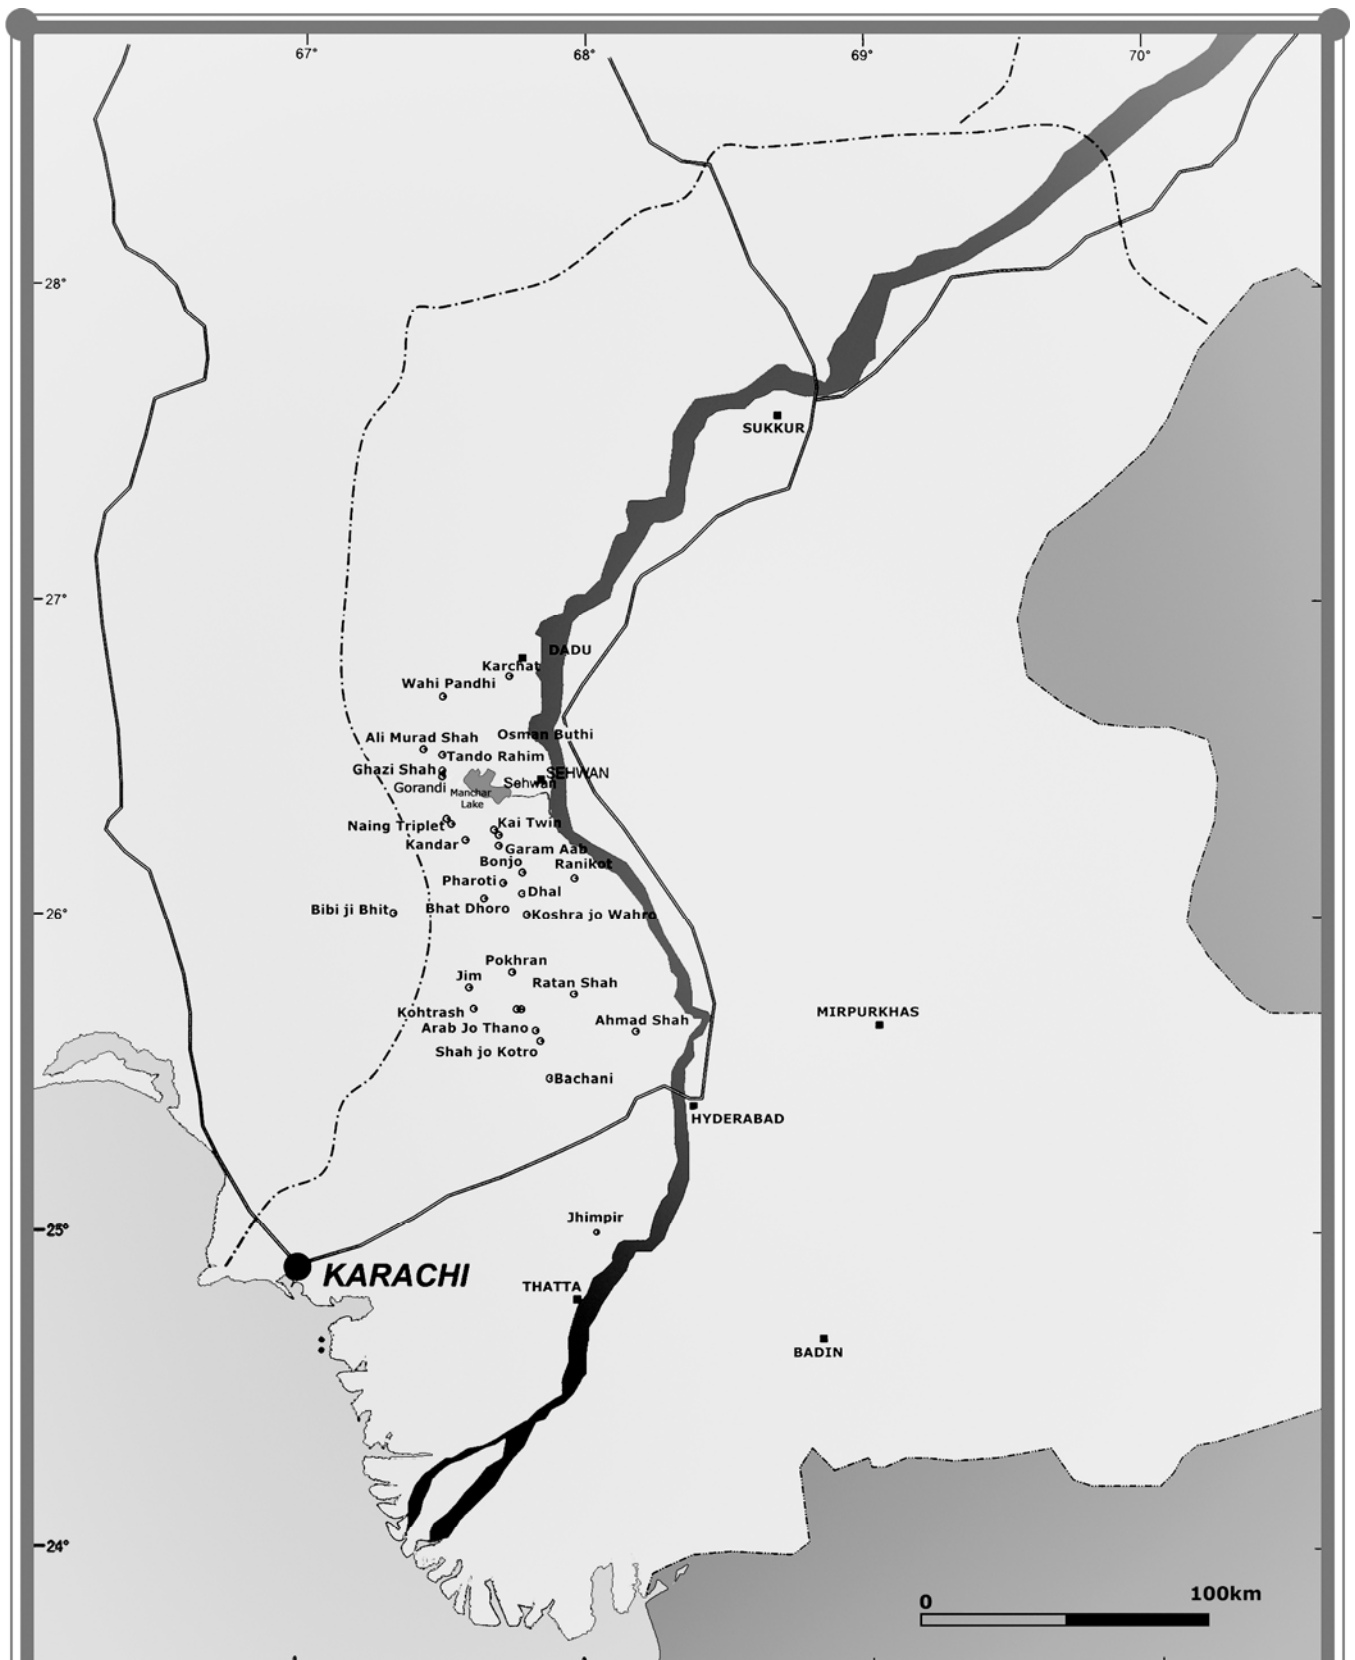 67°
68°
69°
70°
28°
SUKKUR
27°
DADU
Karchat
Wahi Pandhi
Ali Murad Shah
Osman Buthi
Tando Rahim
Ghazi Shah
SEHWAN
Sehwan
Gorandi
Manchar
Lake
Naing Triplet
Kai Twin
Kandar
Garam Aab
Bonjo
Ranikot
Pharoti
Dhal
Bibi ji Bhit
Bhat Dhoro
Koshra jo Wahro
26°
Pokhran
Jim
Ratan Shah
Kohtrash
Ahmad Shah
MIRPURKHAS
Arab Jo Thano
Shah jo Kotro
Bachani
HYDERABAD
Jhimpir
25°
KARACHI
THATTA
BADIN
24°
0
100km